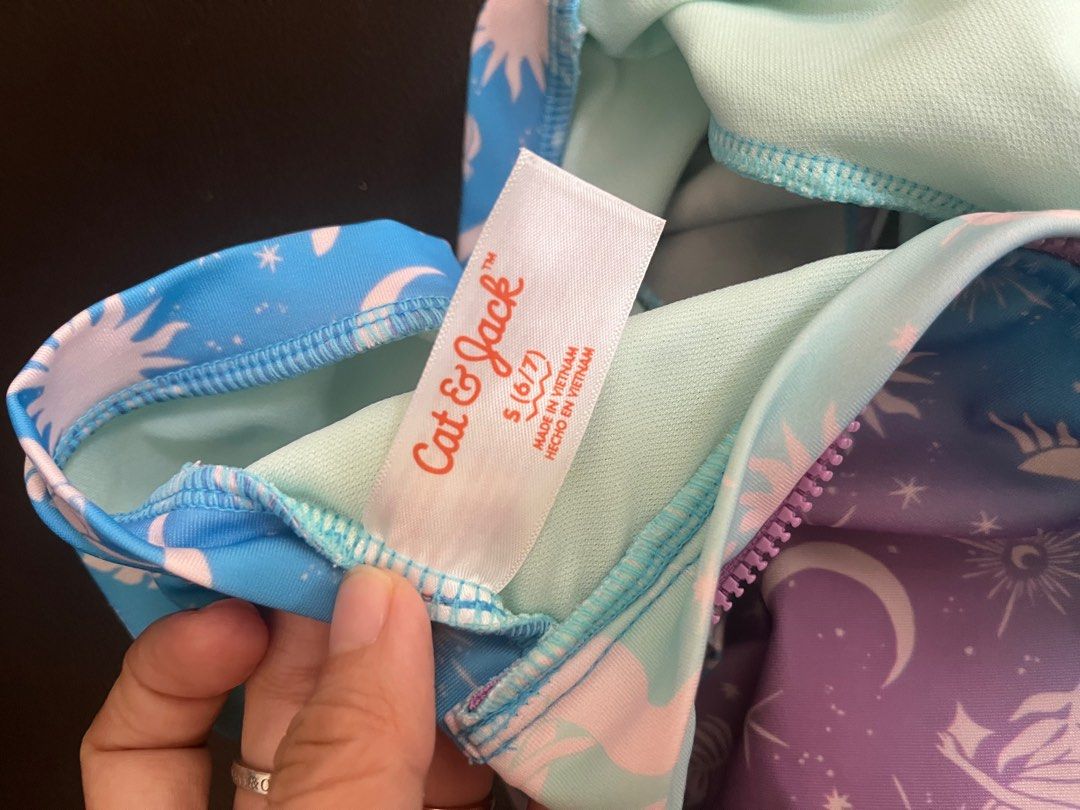 Cat & Jack™
S (6/7)
MADE IN VIETNAM
HECHO EN VIETNAM